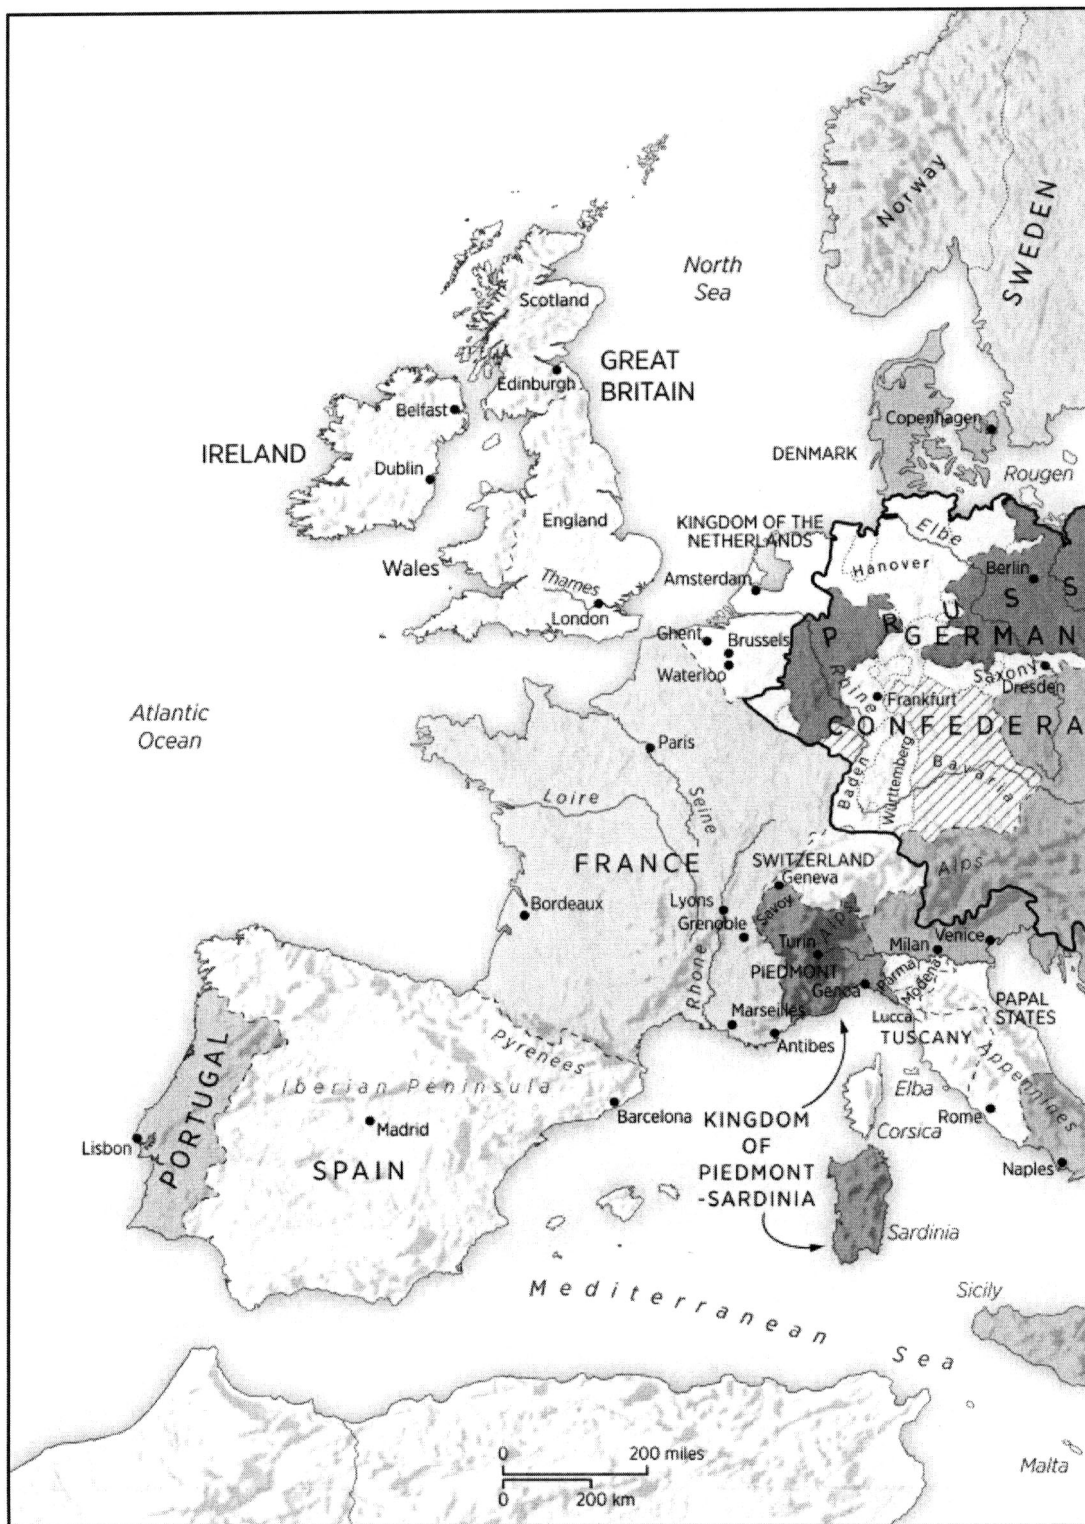 Norway
SWEDEN
North
Sea
Scotland
GREAT
BRITAIN
Edinburgh
Belfast
Copenhagen
IRELAND
DENMARK
Dublin
Rougen
England
KINGDOM OF THE
NETHERLANDS
Elbe
Hanover
Berlin
Wales
Thames
Amsterdam
London
PRUSS
Ghent
Brussels
GERMAN
Waterloo
Rhine
Saxony
Dresden
Frankfurt
Atlantic
Ocean
CONFEDERA
Paris
Baden
Württemberg
Bavaria
Loire
Seine
FRANCE
SWITZERLAND
Geneva
Alps
Bordeaux
Lyons
Savoy
Grenoble
Alps
Turin
Milan
Venice
PIEDMONT
Parma
Modena
Rhone
Genoa
PAPAL
STATES
Marseilles
Lucca
TUSCANY
Antibes
Pyrenees
Appennines
Iberian Peninsula
Elba
PORTUGAL
Barcelona
KINGDOM
OF
PIEDMONT
-SARDINIA
Rome
Madrid
Corsica
Lisbon
SPAIN
Naples
Sardinia
Mediterranean
Sea
Sicily
0 200 miles
0 200 km
Malta